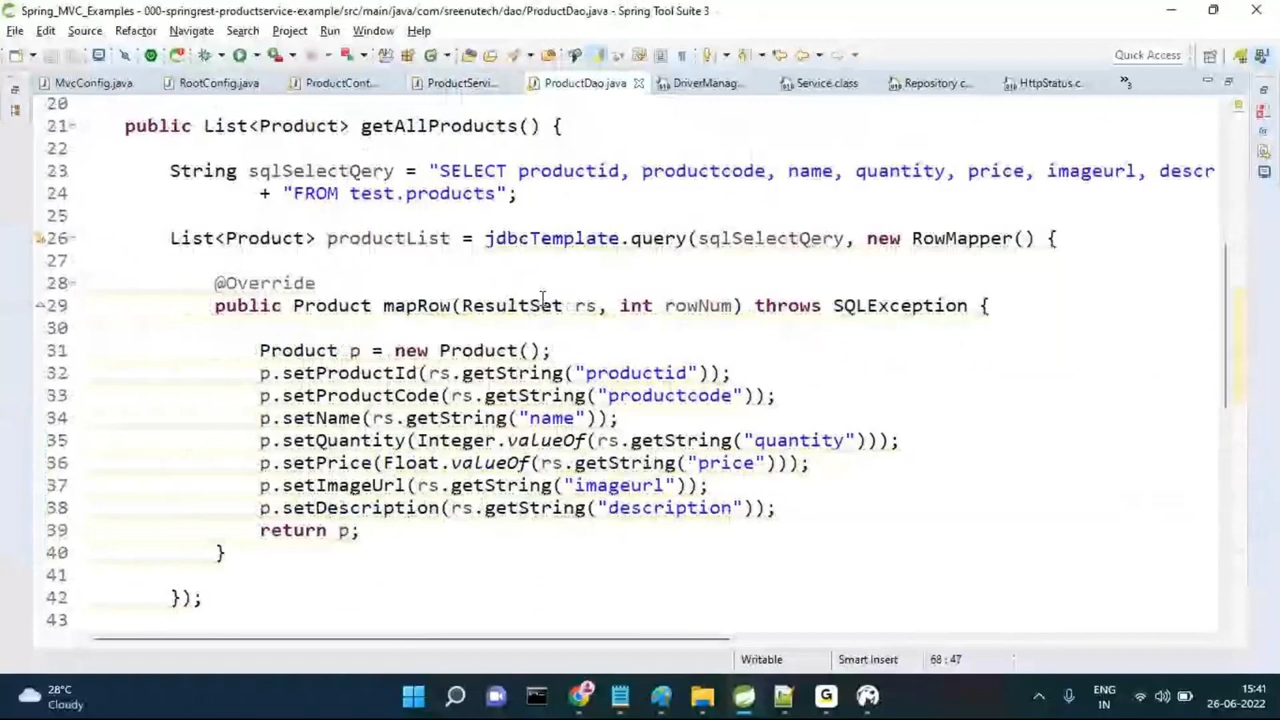 Spring_MVC_Examples - 000-springrest-productservice-example/src/main/java/com/sreenutech/dao/ProductDao.java - Spring Tool Suite 3
File Edit Source Refactor Navigate Search Project Run Window Help
Quick Access
MvcConfig.java RootConfig.java ProductCont... ProductServi... ProductDao.java DriverManag... Service.class Repository c... HttpStatus.c... »3
20
21 public List<Product> getAllProducts() {
22
23 String sqlSelectQery = "SELECT productid, productcode, name, quantity, price, imageurl, descr
24 + "FROM test.products";
25
26 List<Product> productList = jdbcTemplate.query(sqlSelectQery, new RowMapper() {
27
28 @Override
29 public Product mapRow(ResultSet rs, int rowNum) throws SQLException {
30
31 Product p = new Product();
32 p.setProductId(rs.getString("productid"));
33 p.setProductCode(rs.getString("productcode"));
34 p.setName(rs.getString("name"));
35 p.setQuantity(Integer.valueOf(rs.getString("quantity")));
36 p.setPrice(Float.valueOf(rs.getString("price")));
37 p.setImageUrl(rs.getString("imageurl"));
38 p.setDescription(rs.getString("description"));
39 return p;
40 }
41
42 });
43
Writable Smart Insert 68 : 47
28°C
Cloudy
ENG
IN
15:41
26-06-2022